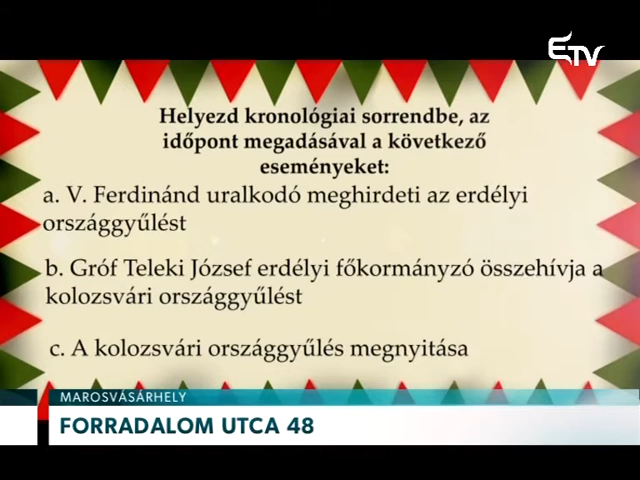 ETV
Helyezd kronológiai sorrendbe, az
időpont megadásával a következő
eseményeket:
a. V. Ferdinánd uralkodó meghirdeti az erdélyi
országgyűlést
b. Gróf Teleki József erdélyi főkormányzó összehívja a
kolozsvári országgyűlést
c. A kolozsvári országgyűlés megnyitása
MAROSVÁSÁRHELY
FORRADALOM UTCA 48